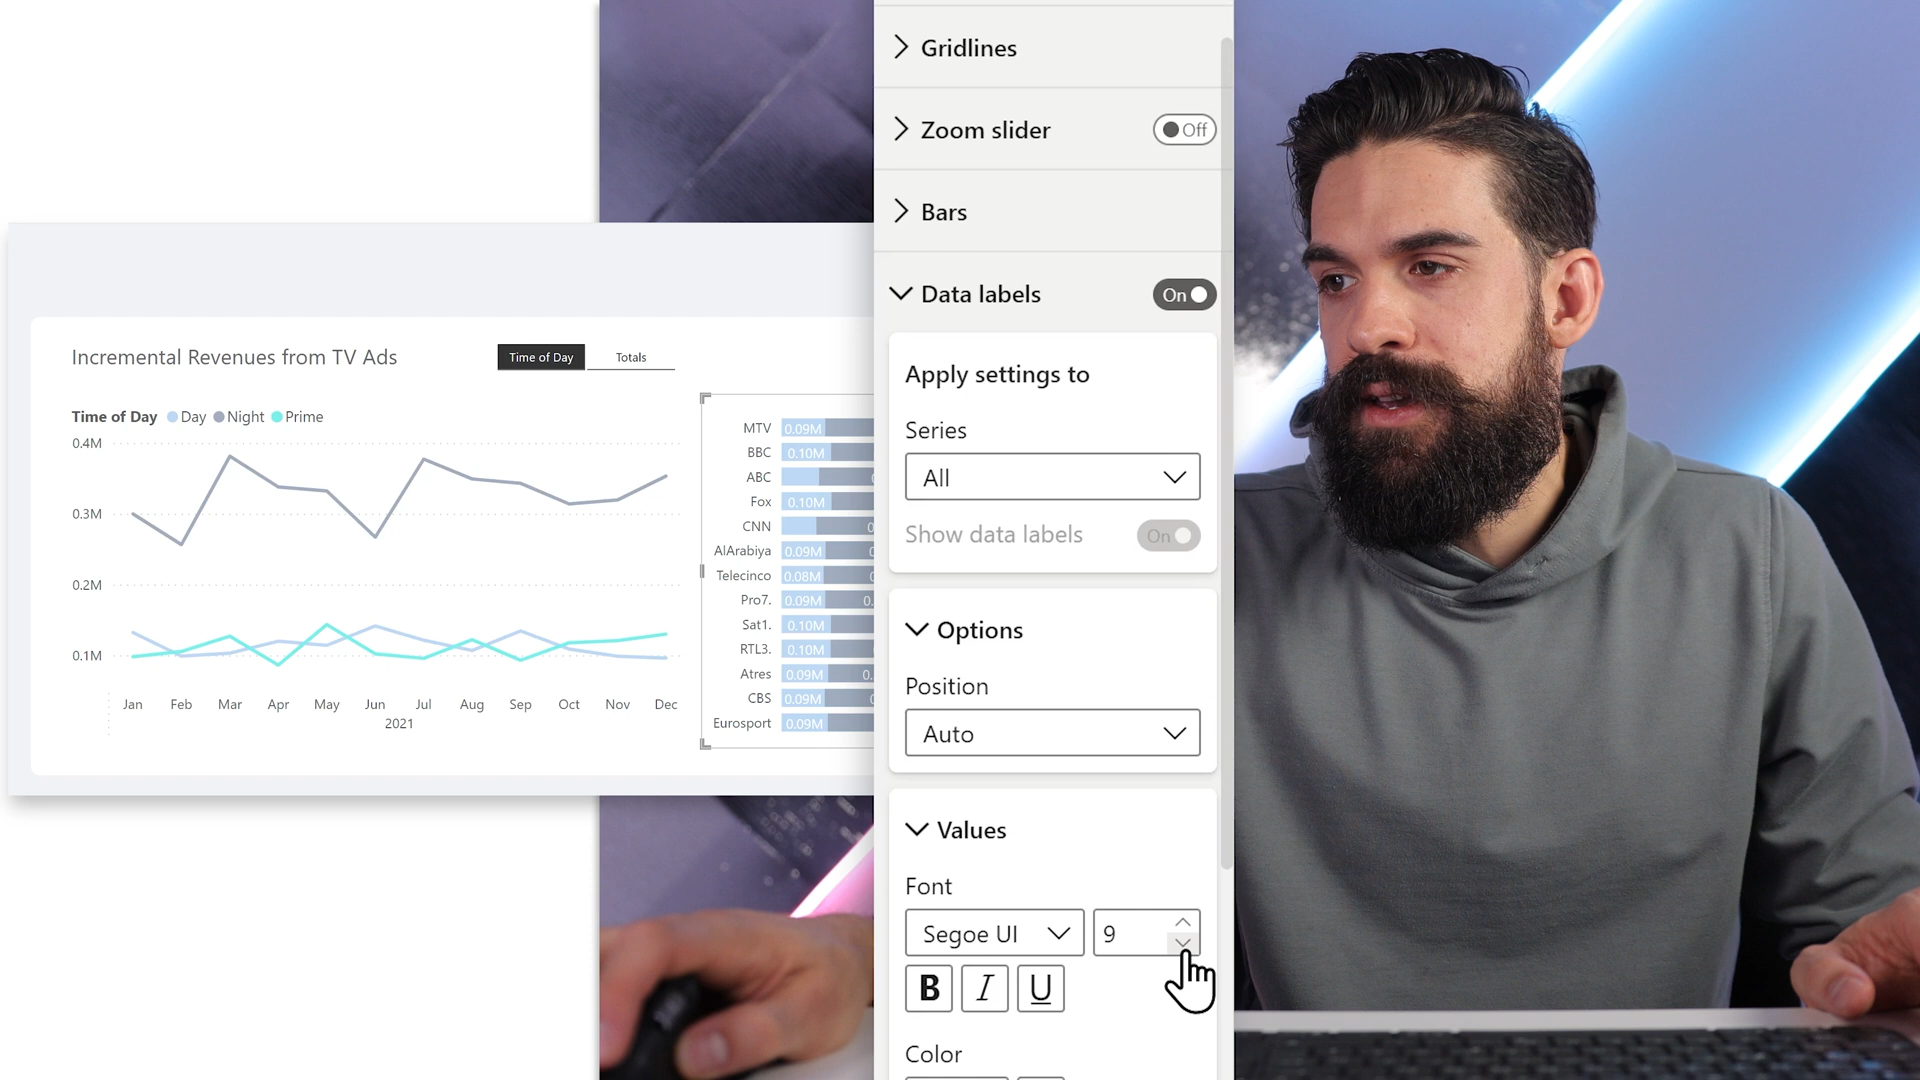 Incremental Revenues from TV Ads
Time of Day
Totals
Time of Day Day Night Prime
0.4M
0.3M
0.2M
0.1M
Jan Feb Mar Apr May Jun Jul Aug Sep Oct Nov Dec
2021
MTV 0.09M
BBC 0.10M
ABC
Fox 0.10M
CNN
AlArabiya 0.09M
Telecinco 0.08M
Pro7. 0.09M
Sat1. 0.10M
RTL3. 0.10M
Atres 0.09M
CBS 0.09M
Eurosport 0.09M
Gridlines
Zoom slider Off
Bars
Data labels On
Apply settings to
Series
All
Show data labels On
Options
Position
Auto
Values
Font
Segoe UI 9
B I U
Color